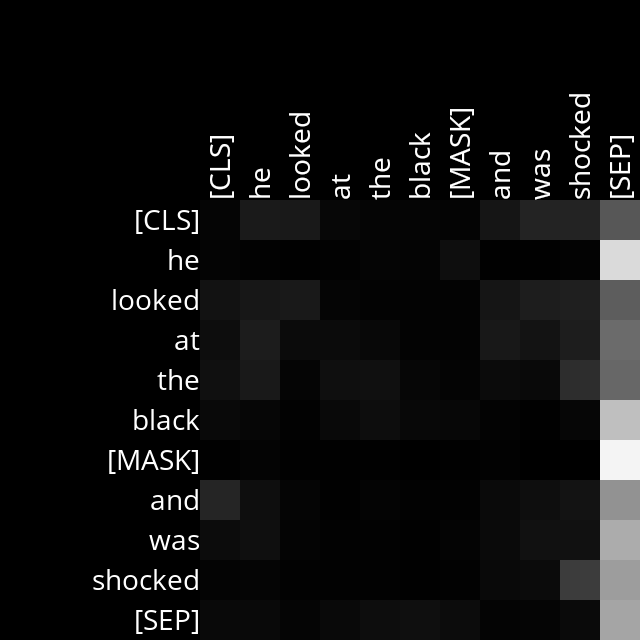 [CLS] he looked at the black [MASK] and was shocked [SEP]
[CLS]
he
looked
at
the
black
[MASK]
and
was
shocked
[SEP]